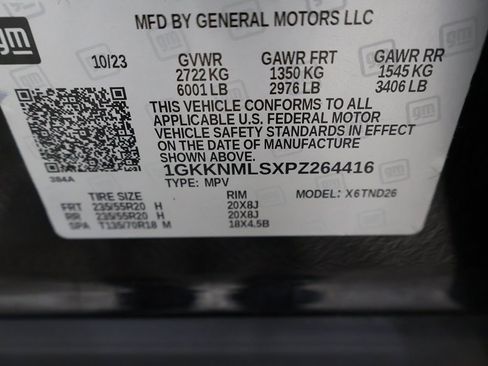 gm
MFD BY GENERAL MOTORS LLC
10/23 GVWR GAWR FRT GAWR RR
2722 KG 1350 KG 1545 KG
6001 LB 2976 LB 3406 LB
THIS VEHICLE CONFORMS TO ALL
APPLICABLE U.S. FEDERAL MOTOR
VEHICLE SAFETY STANDARDS IN EFFECT
ON THE DATE OF MANUFACTURE
SHOWN ABOVE.
384A 1GKKNMLSXPZ264416
TYPE: MPV MODEL: X6TND26
TIRE SIZE RIM
FRT 235/55R20 H 20X8J
RR 235/55R20 H 20X8J
SPA T135/70R18 M 18X4.5B